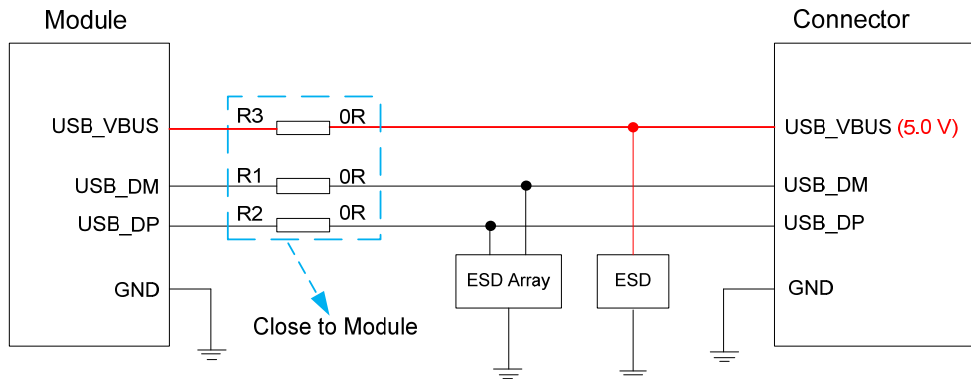 Module
Connector
USB_VBUS
R3
0R
USB_VBUS (5.0 V)
USB_DM
R1
0R
USB_DM
USB_DP
R2
0R
USB_DP
ESD Array
ESD
GND
GND
Close to Module